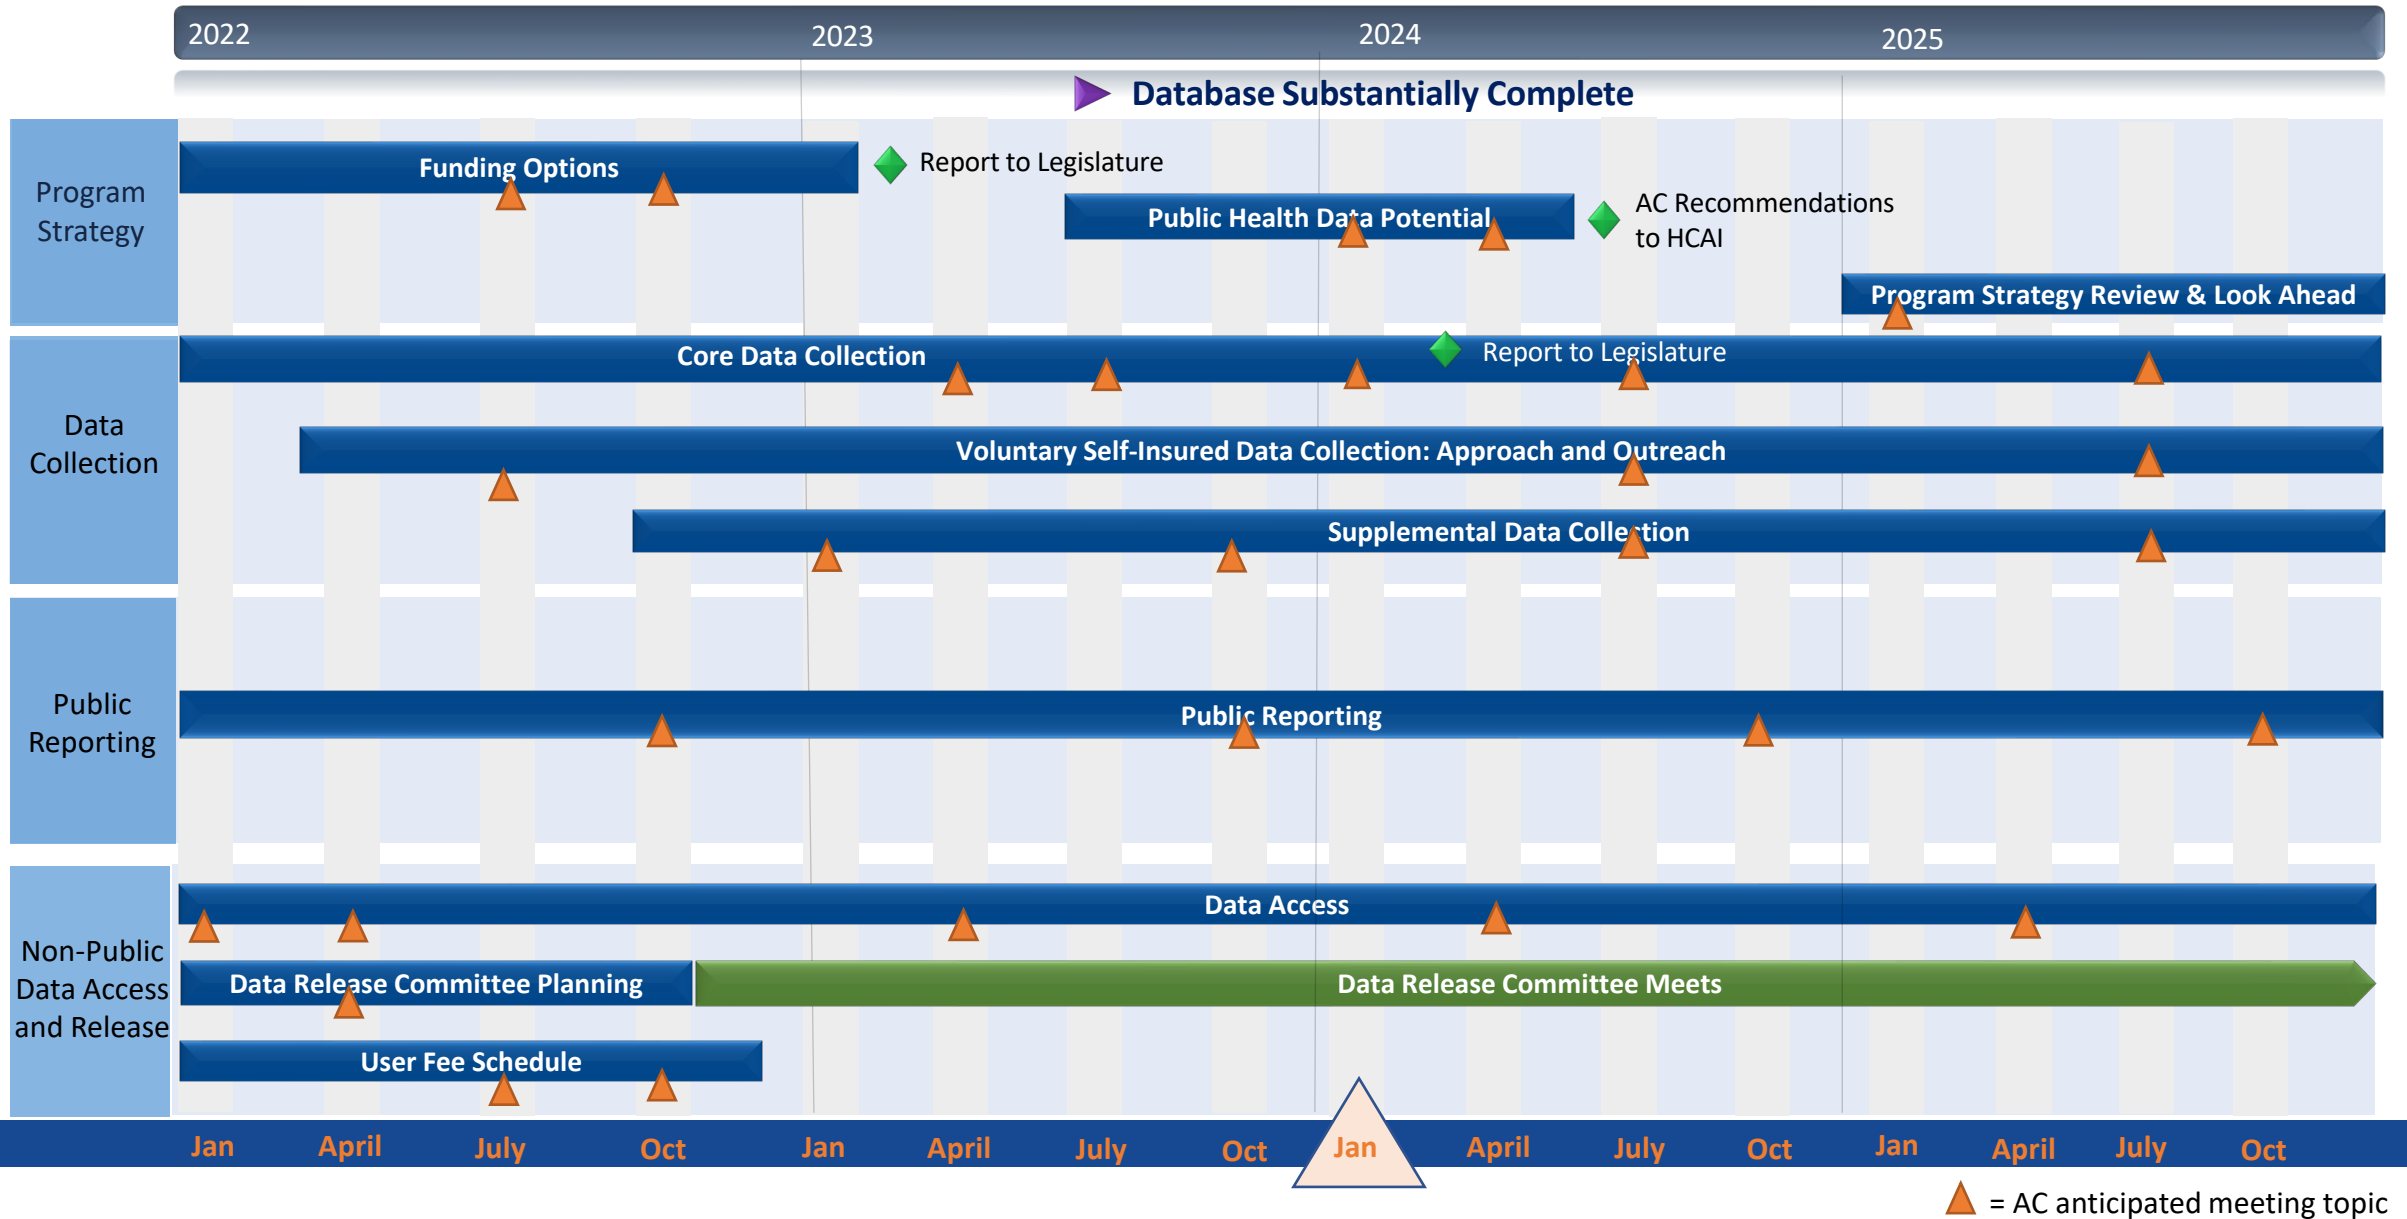 2022 2023 2024 2025
Database Substantially Complete
Program
Strategy
Funding Options
Report to Legislature
Public Health Data Potential
AC Recommendations
to HCAI
Program Strategy Review & Look Ahead
Data
Collection
Core Data Collection
Report to Legislature
Voluntary Self-Insured Data Collection: Approach and Outreach
Supplemental Data Collection
Public
Reporting
Public Reporting
Non-Public
Data Access
and Release
Data Access
Data Release Committee Planning
Data Release Committee Meets
User Fee Schedule
Jan April July Oct Jan April July Oct Jan April July Oct Jan April July Oct
= AC anticipated meeting topic